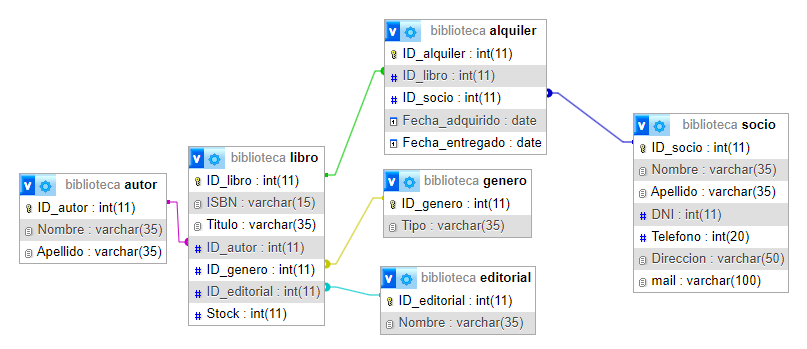 biblioteca alquiler
ID_alquiler : int(11)
ID_libro : int(11)
ID_socio : int(11)
Fecha_adquirido : date
Fecha_entregado : date
biblioteca socio
ID_socio : int(11)
Nombre : varchar(35)
Apellido : varchar(35)
DNI : int(11)
Telefono : int(20)
Direccion : varchar(50)
mail : varchar(100)
biblioteca libro
ID_libro : int(11)
ISBN : varchar(15)
Titulo : varchar(35)
ID_autor : int(11)
ID_genero : int(11)
ID_editorial : int(11)
Stock : int(11)
biblioteca autor
ID_autor : int(11)
Nombre : varchar(35)
Apellido : varchar(35)
biblioteca genero
ID_genero : int(11)
Tipo : varchar(35)
biblioteca editorial
ID_editorial : int(11)
Nombre : varchar(35)